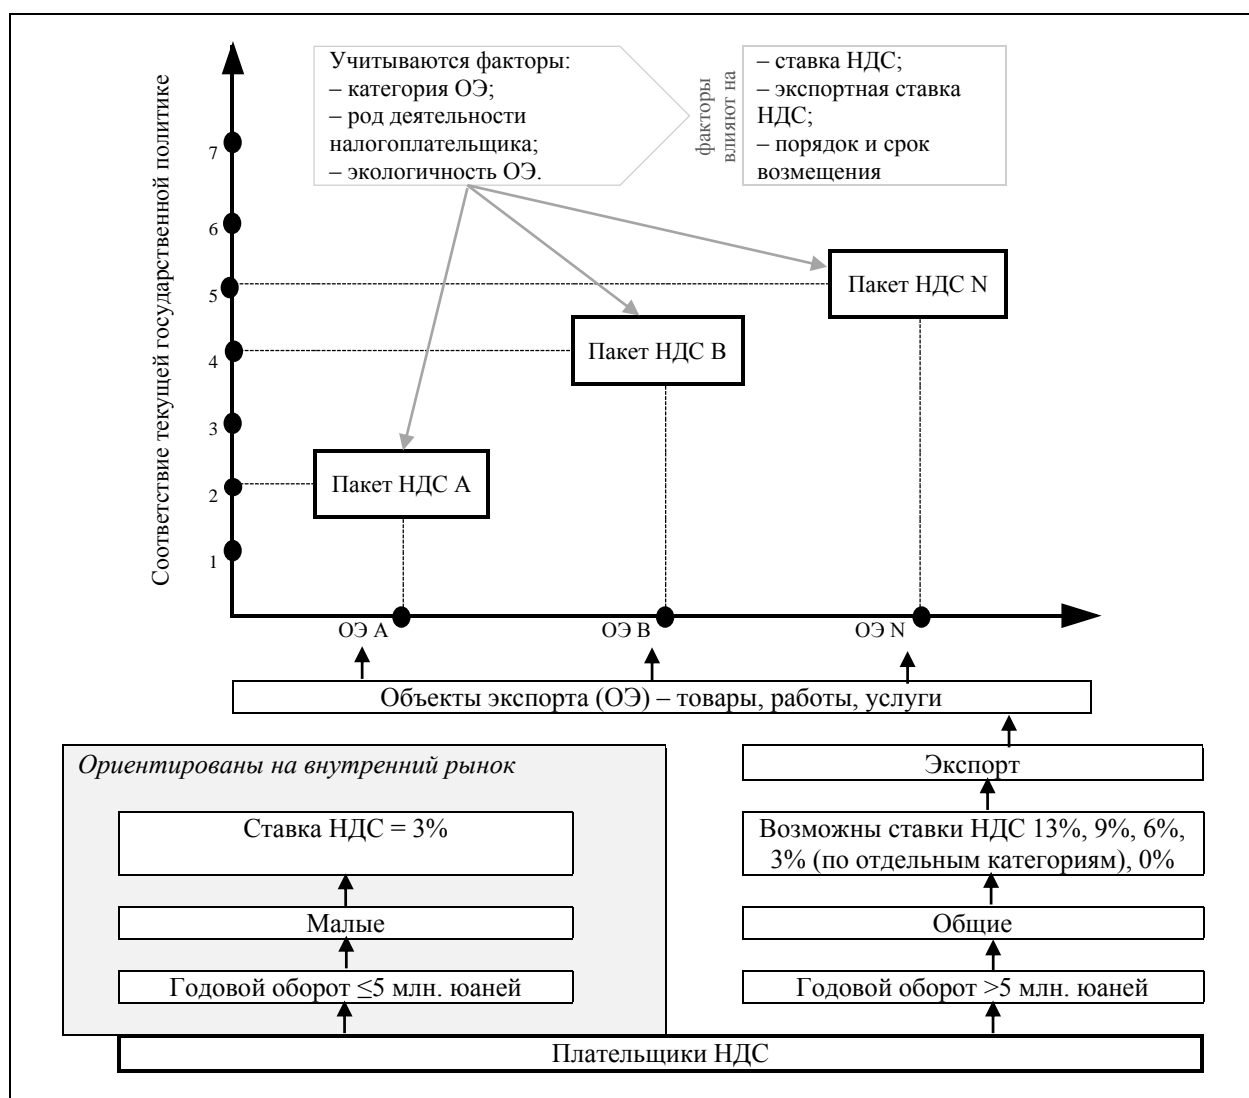 Соответствие текущей государственной политике
Учитываются факторы:
– категория ОЭ;
– род деятельности
налогоплательщика;
– экологичность ОЭ.
факторы
влияют на
– ставка НДС;
– экспортная ставка
НДС;
– порядок и срок
возмещения
7
6
5
4
3
2
1
Пакет НДС N
Пакет НДС B
Пакет НДС A
ОЭ A
ОЭ B
ОЭ N
Объекты экспорта (ОЭ) – товары, работы, услуги
Ориентированы на внутренний рынок
Ставка НДС = 3%
Малые
Годовой оборот ≤5 млн. юаней
Экспорт
Возможны ставки НДС 13%, 9%, 6%,
3% (по отдельным категориям), 0%
Общие
Годовой оборот >5 млн. юаней
Плательщики НДС